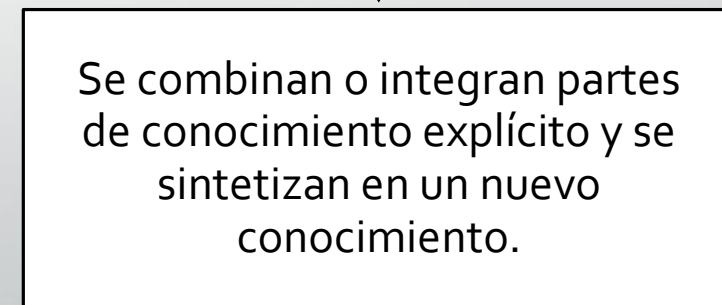 Se combinan o integran partes
de conocimiento explícito y se
sintetizan en un nuevo
conocimiento.